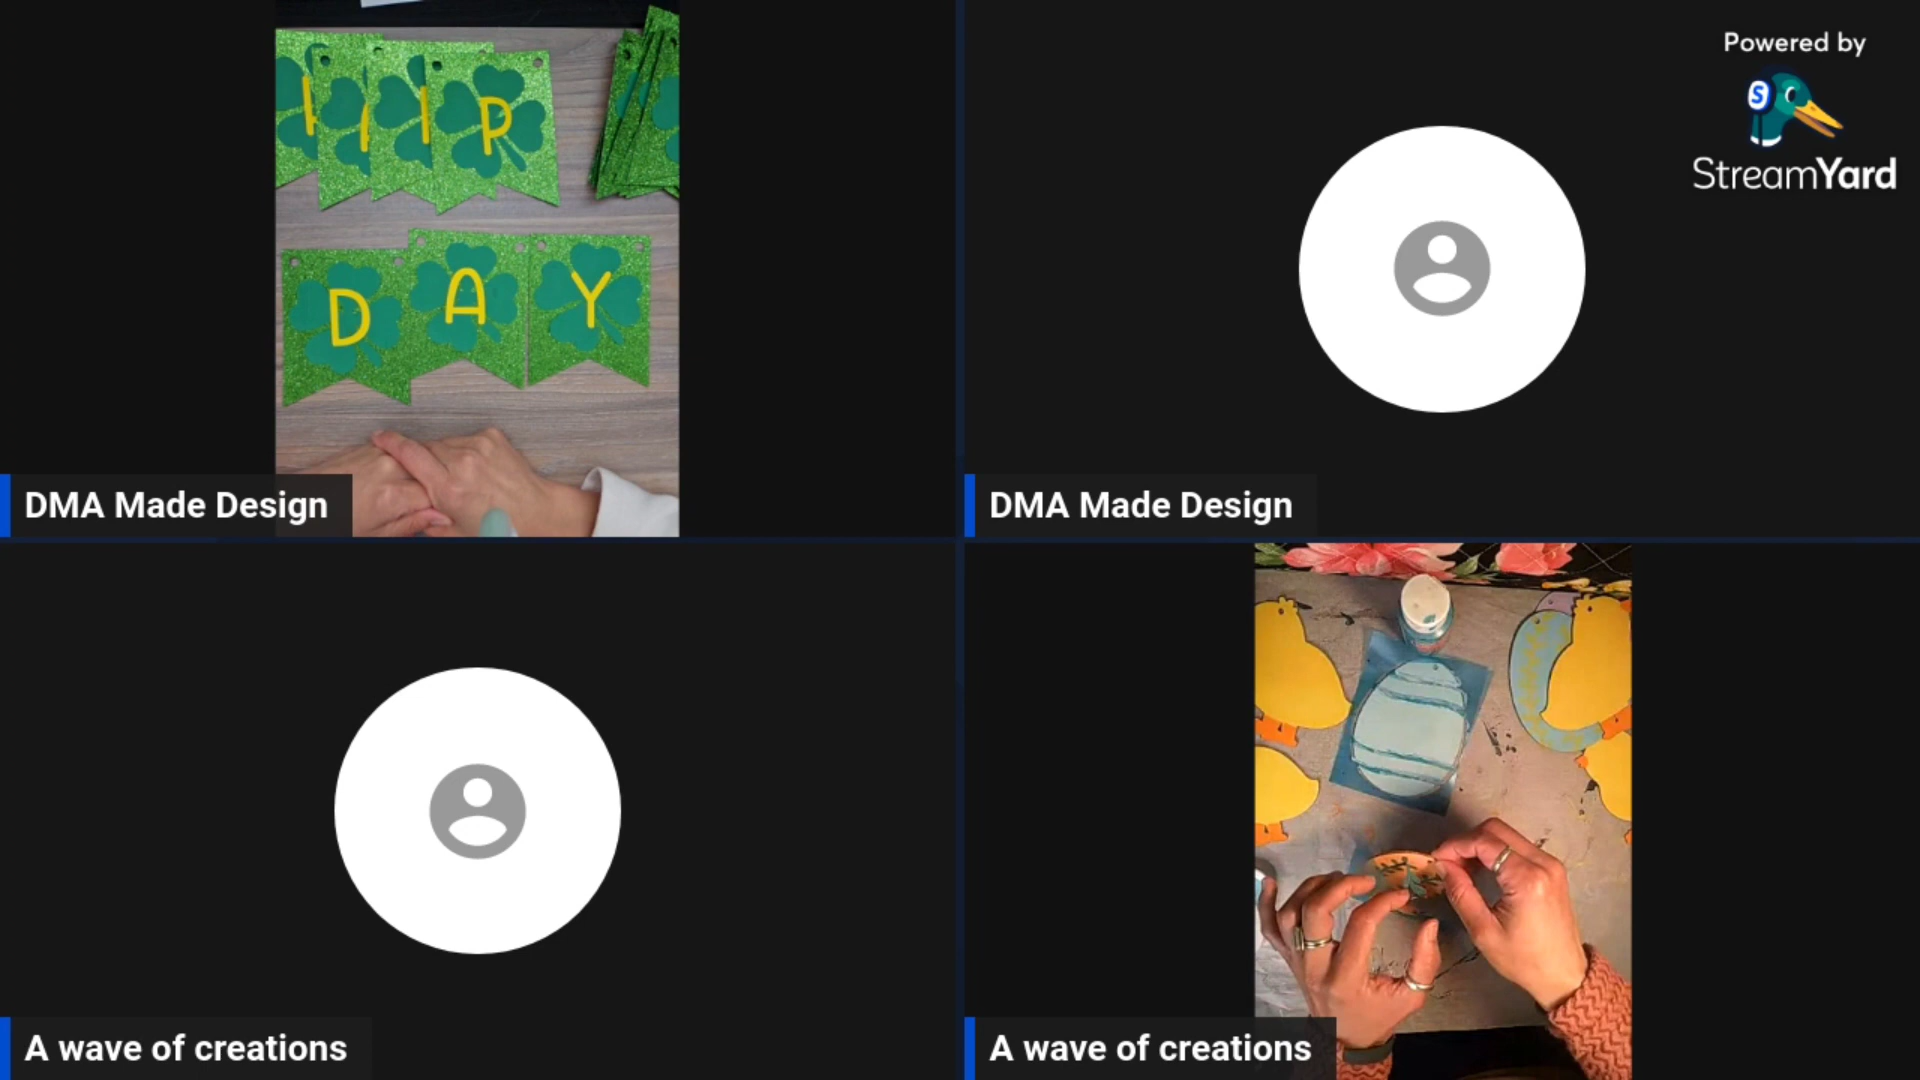 P
D A Y
DMA Made Design
DMA Made Design
Powered by
S
StreamYard
A wave of creations
A wave of creations